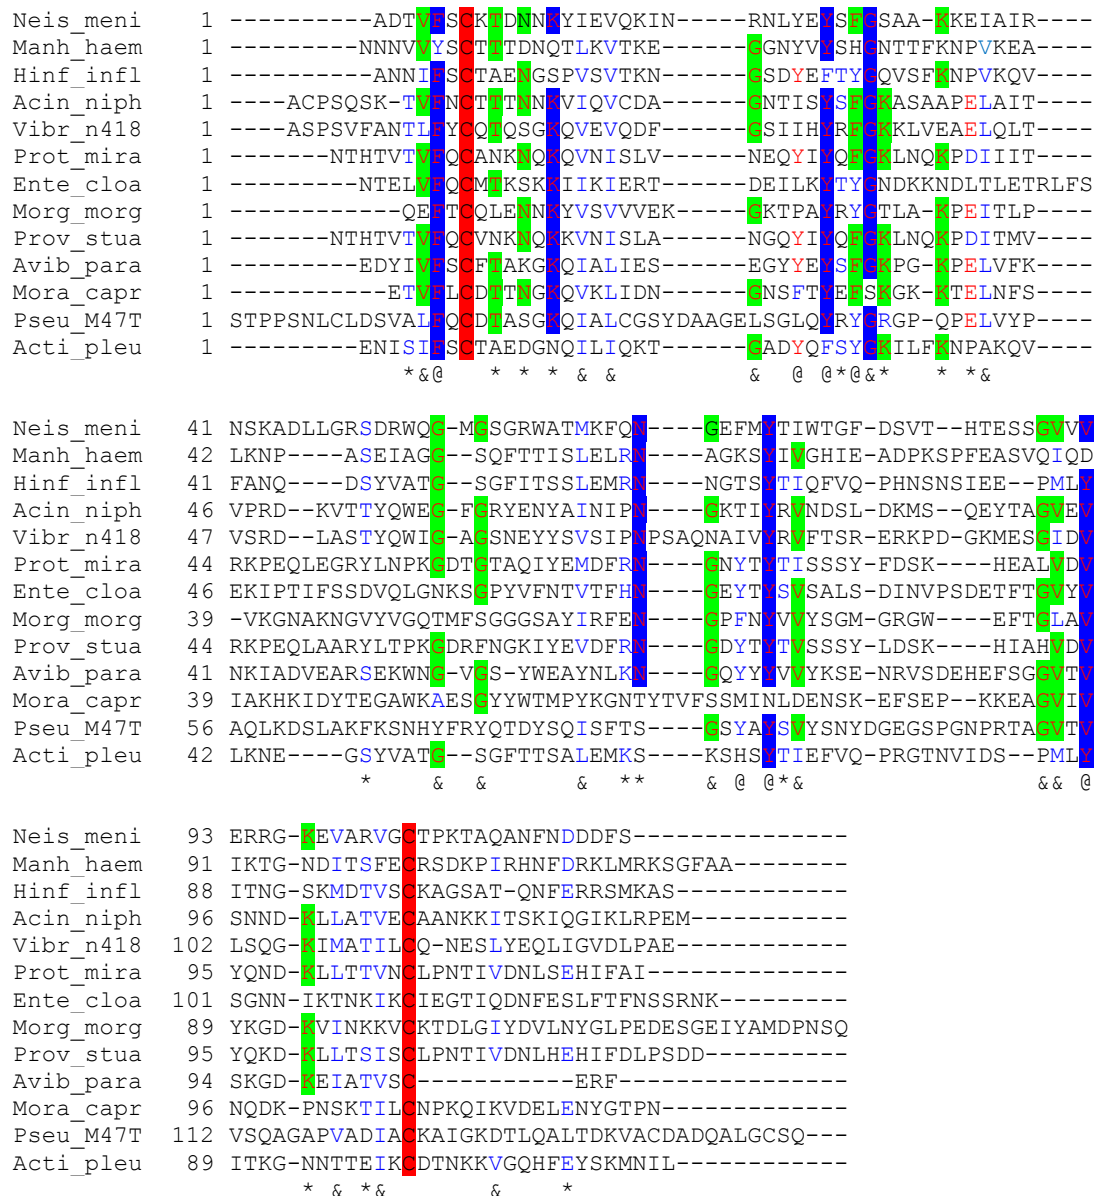 Neis_meni 1 ----------ADTVFSCKTDNNKYIEVQKIN------RNLYEYSFGSAA-KKEIAIR----
Manh_haem 1 ---------NNNVVYSCTTTDNQTLKVTKE-------GGNYVYSHGNTTFKNPVKEA----
Hinf_infl 1 ----------ANNIFSCTAENGSPVSVTKN-------GSDYEFTYGQVSFKNPVKQV----
Acin_niph 1 ----ACPSQSK-TVFNCTTTNNKVIQVCDA-------GNTISYSFGKASAAPELAIT----
Vibr_n418 1 ----ASPSVFANTLFYCQTQSGKQVEVQDF-------GSIIHYRFGKKLVEAELQLT----
Prot_mira 1 -------NTHTVTVFQCANKNQKQVNISLV-------NEQYIYQFGKLNQKPDIIIT----
Ente_cloa 1 ---------NTELVFQCMTKSKKIIKIERT-------DEILKYTYGNDKKNDLTLETRLFS
Morg_morg 1 ------------QEFTCQLENNKYVSVVVEK------GKTPAYRYGTLA-KPEITLP----
Prov_stua 1 -------NTHTVTVFQCVNKNQKKVNISLA-------NGQYIYQFGKLNQKPDITMV----
Avib_para 1 ---------EDYIVFSCFTAKGKQIALIES-------EGYYEYSFGKPG-KPELVFK----
Mora_capr 1 -----------ETVFLCDTTNGKQVKLIDN-------GNSFTYEFSKGK-KTELNFS----
Pseu_M47T 1 STPPSNLCLDSVALFQCDTASGKQIALCGSYDAAGELSGLQYRYGRGP-QPELVYP----
Acti_pleu 1 ---------ENISIFSCTAEDGNQILIQKT-------GADYQFSYGKILFKNPAKQV----
*&@ * * * & & & @ @*@&* * *&
Neis_meni 41 NSKADLLGRSDRWQG-MGSGRWATMKFQN----GEFMYTIWTGF-DSVT--HTESSGVVV
Manh_haem 42 LKNP---ASEIAGG--SQFTTISLELRN-----AGKSYIVGHIE-ADPKSPFEASVQIQD
Hinf_infl 41 FANQ---DSYVATG--SGFITSSLEMRN-----NGTSYTIQFVQ-PHNSNSIEE--PMLY
Acin_niph 46 VPRD--KVTTYQWEG-FGRYENYAINIPN----GKTIYRVNDSL-DKMS--QEYTAGVEV
Vibr_n418 47 VSRD--LASTYQWIG-AGSNEYYSVSIPNPSAQNAIVYRVFTSR-ERKPD-GKMESGIDV
Prot_mira 44 RKPEQLEGRYLNPKGDTGTAQIYEMDFRN----GNYTYTISSSY-FDSK----HEALVDV
Ente_cloa 46 EKIPTIFSSDVQLGNKSGPYVFNTVTFHN----GEYTYSVSALS-DINVPSDETFTGVYV
Morg_morg 39 -VKGNAKNGVYVGQTMFSGGGSAYIRFEN----GPFNYVVYSGM-GRGW----EFTGLAV
Prov_stua 44 RKPEQLAARYLTPKGDRFNGKIYEVDFRN----GDYTYTVSSSY-LDSK----HIAHVDV
Avib_para 41 NKIADVEARSEKWNG-VGS-YWEAYNLKN----GQYYYVVYKSE-NRVSDEHEFSGGVTV
Mora_capr 39 IAKHKIDYTEGAWKAESGYYWTMPYKGNTYTVFSSMINLDENSK-EFSEP--KKEAGVIV
Pseu_M47T 56 AQLKDSLAKFKSNHYFRYQTDYSQISFTS----GSYAYSVYSNYDGEGSPGNPRTAGVTV
Acti_pleu 42 LKNE---GSYVATG--SGFTTSALEMKS-----KSHSYTIEFVQ-PRGTNVIDS--PMLY
* & & & ** & @ @*& && @
Neis_meni 93 ERRG-KEVARVGCTPKTAQANFNDDDFS---------------
Manh_haem 91 IKTG-NDITSFECRSDKPIRHNFDRKLMRKSGFAA--------
Hinf_infl 88 ITNG-SKMDTVSCKAGSAT-QNFERRSMKAS------------
Acin_niph 96 SNND-KLLATVECAANKKITSKIQGIKLRPEM-----------
Vibr_n418 102 LSQG-KIMATILCQ-NESLYEQLIGVDLPAE------------
Prot_mira 95 YQND-KLLTTVNCLPNTIVDNLSEHIFAI--------------
Ente_cloa 101 SGNN-IKTNKIKCIEGTIQDNFESLFTFNSSRNK---------
Morg_morg 89 YKGD-KVINKKVCKTDLGIYDVLNYGLPEDESGEIYAMDPNSQ
Prov_stua 95 YQKD-KLLTSISCLPNTIVDNLHEHIFDLPSDD----------
Avib_para 94 SKGD-KEIATVSC-----------ERF----------------
Mora_capr 96 NQDK-PNSKTILCNPKQIKVDELENYGTPN-------------
Pseu_M47T 112 VSQAGAPVADIACKAIGKDTLQALTDKVACDADQALGCSQ---
Acti_pleu 89 ITKG-NNTTEIKCDTNKKVGQHFEYSKMNIL------------
* & *& & *